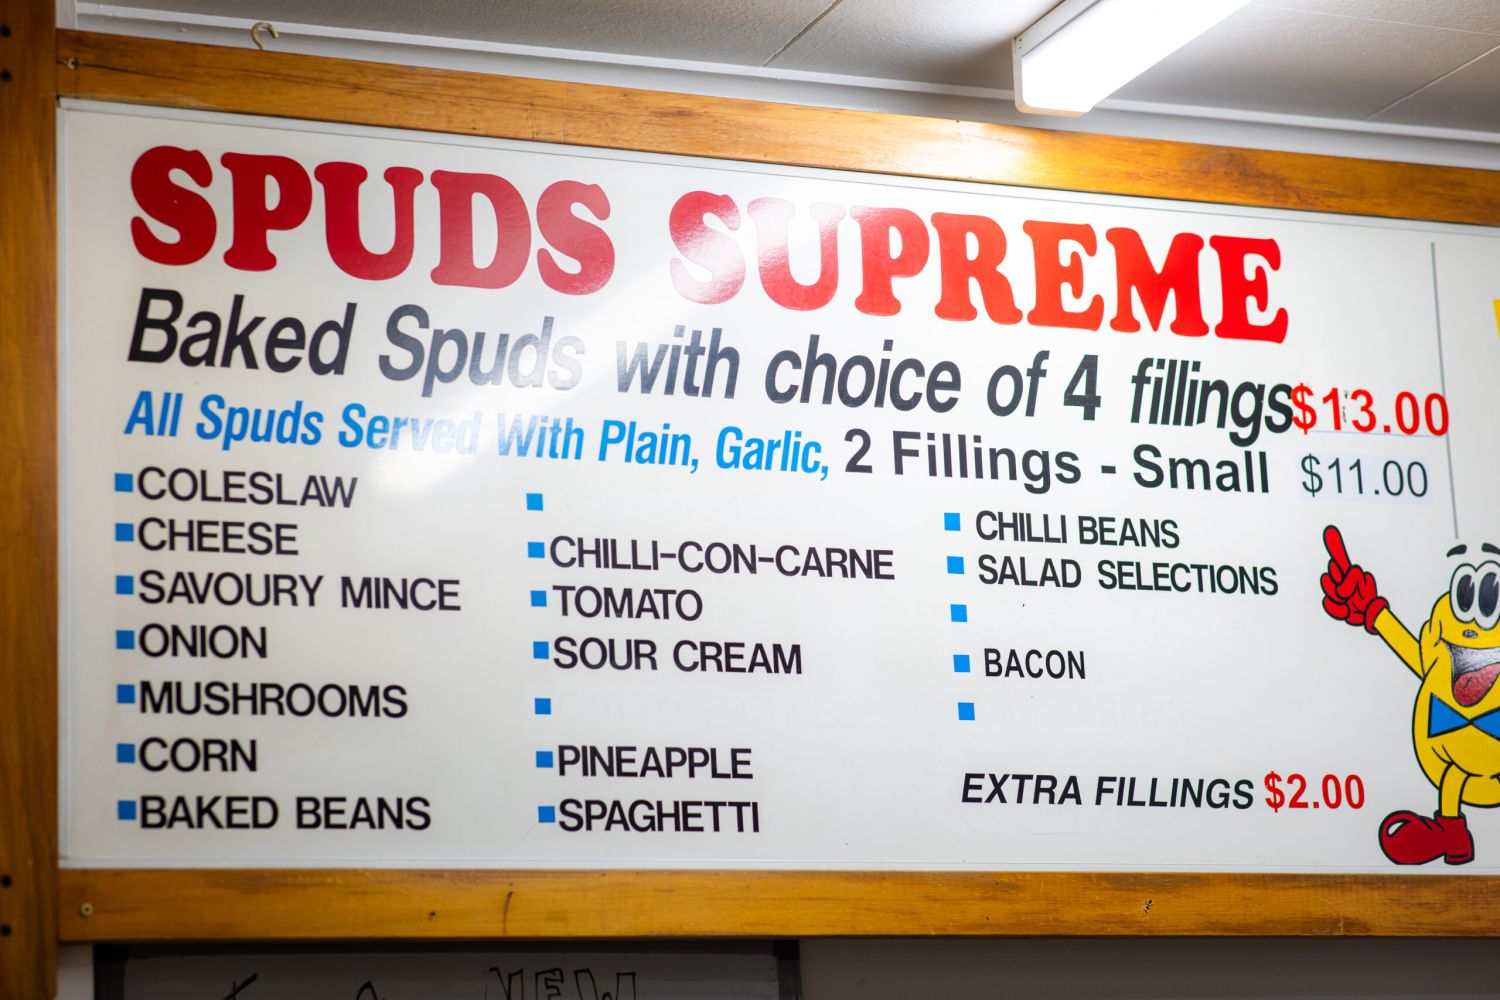 SPUDS SUPREME
Baked Spuds with choice of 4 fillings $13.00
All Spuds Served With Plain, Garlic, 2 Fillings - Small $11.00
COLESLAW
CHEESE
SAVOURY MINCE
ONION
MUSHROOMS
CORN
BAKED BEANS
CHILLI-CON-CARNE
TOMATO
SOUR CREAM
PINEAPPLE
SPAGHETTI
CHILLI BEANS
SALAD SELECTIONS
BACON
EXTRA FILLINGS $2.00
NEW